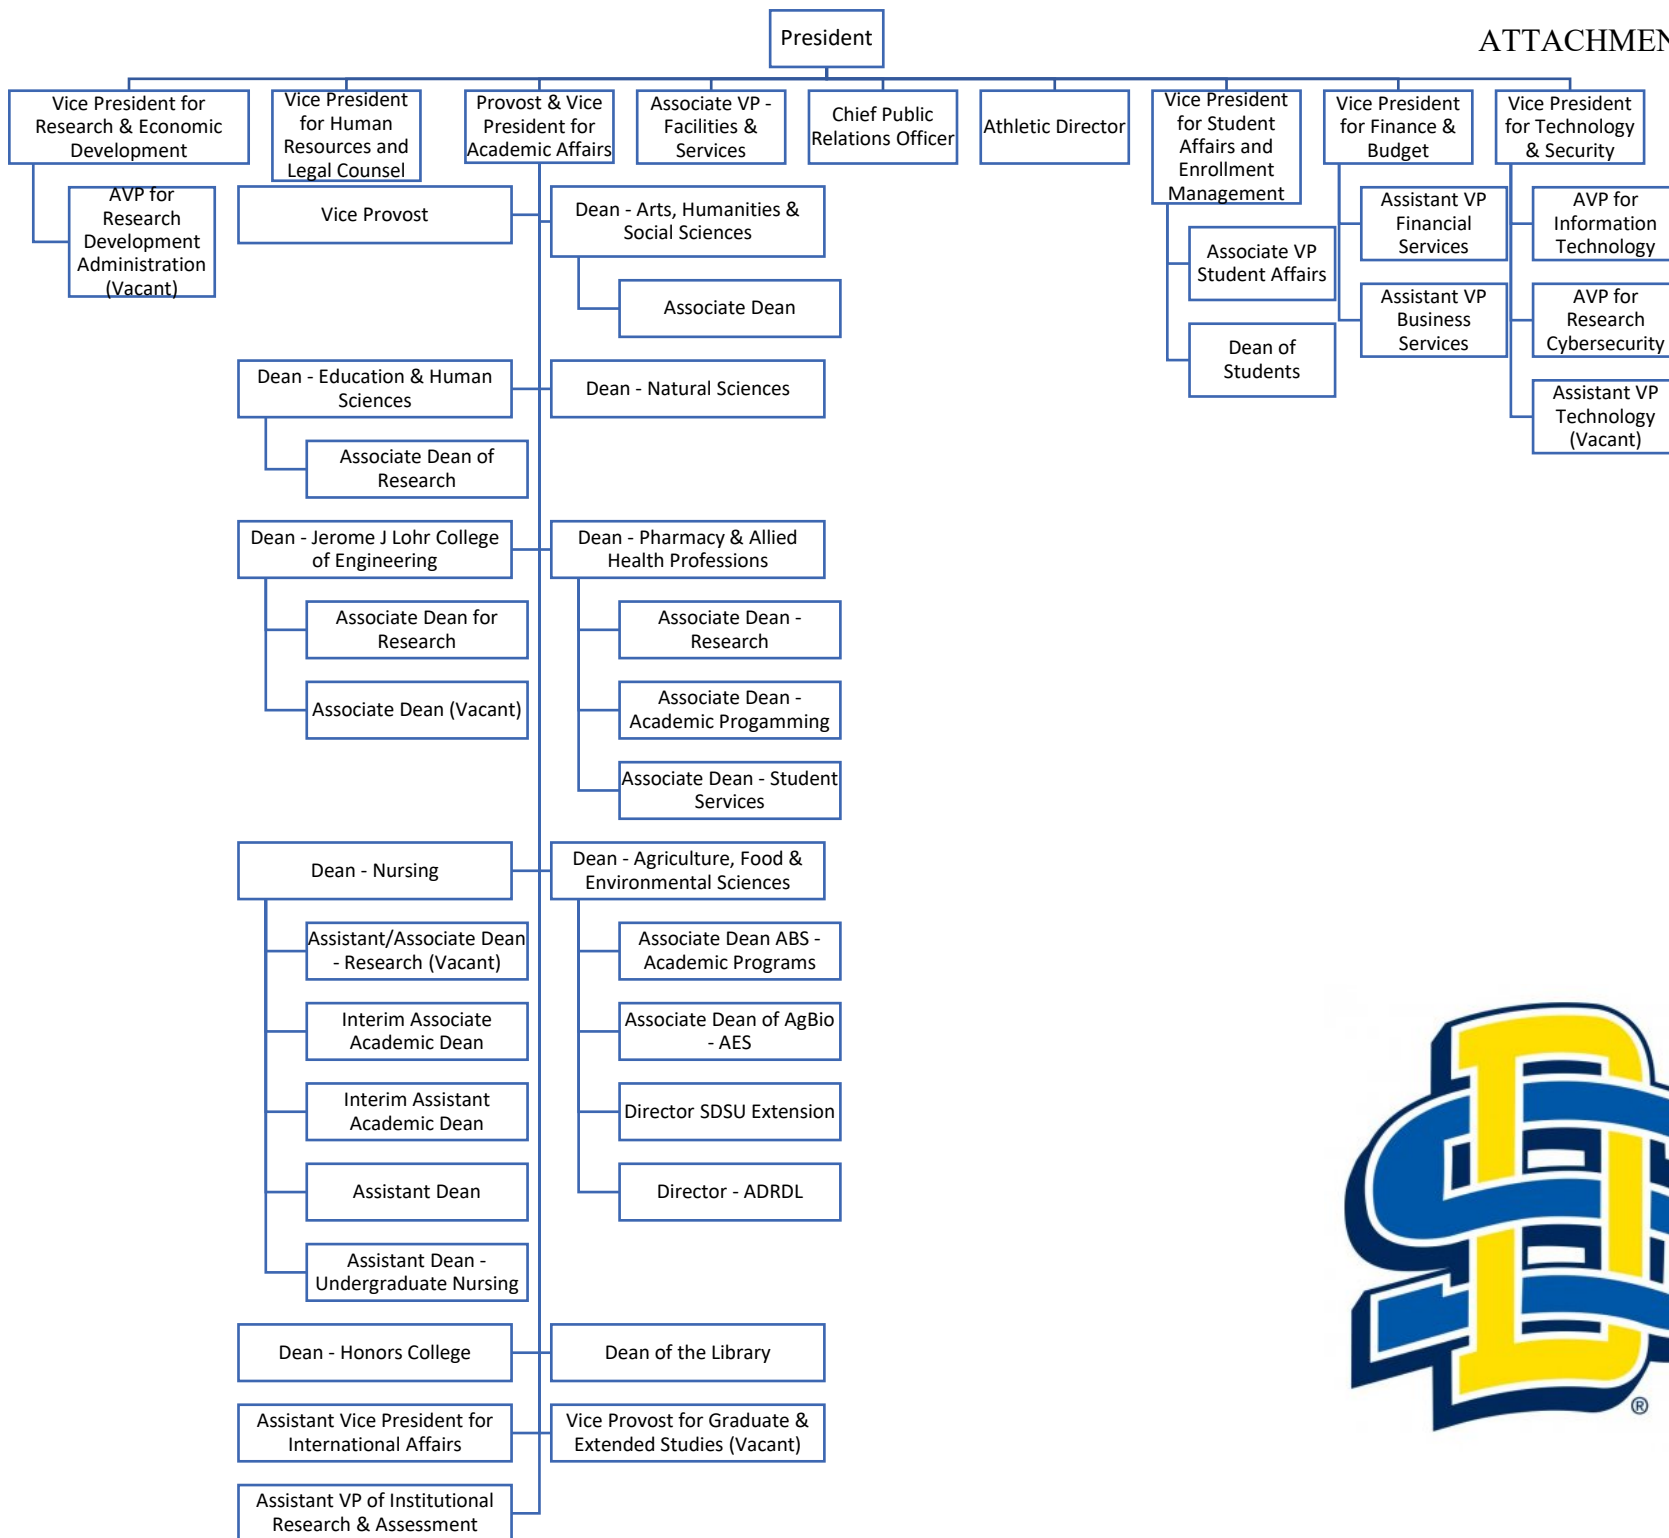 President
ATTACHMEN
Vice President for
Research & Economic
Development
Vice President
for Human
Resources and
Legal Counsel
Provost & Vice
President for
Academic Affairs
Associate VP -
Facilities &
Services
Chief Public
Relations Officer
Athletic Director
Vice President
for Student
Affairs and
Enrollment
Management
Vice President
for Finance &
Budget
Vice President
for Technology
& Security
AVP for
Research
Development
Administration
(Vacant)
Vice Provost
Dean - Arts, Humanities &
Social Sciences
Associate Dean
Dean - Education & Human
Sciences
Dean - Natural Sciences
Associate Dean of
Research
Dean - Jerome J Lohr College
of Engineering
Dean - Pharmacy & Allied
Health Professions
Associate Dean for
Research
Associate Dean (Vacant)
Associate Dean -
Research
Associate Dean -
Academic Progamming
Associate Dean - Student
Services
Dean - Nursing
Dean - Agriculture, Food &
Environmental Sciences
Assistant/Associate Dean
- Research (Vacant)
Interim Associate
Academic Dean
Interim Assistant
Academic Dean
Assistant Dean
Assistant Dean -
Undergraduate Nursing
Associate Dean ABS -
Academic Programs
Associate Dean of AgBio
- AES
Director SDSU Extension
Director - ADRDL
Dean - Honors College
Dean of the Library
Assistant Vice President for
International Affairs
Vice Provost for Graduate &
Extended Studies (Vacant)
Assistant VP of Institutional
Research & Assessment
Associate VP
Student Affairs
Dean of
Students
Assistant VP
Financial
Services
Assistant VP
Business
Services
AVP for
Information
Technology
AVP for
Research
Cybersecurity
Assistant VP
Technology
(Vacant)
®